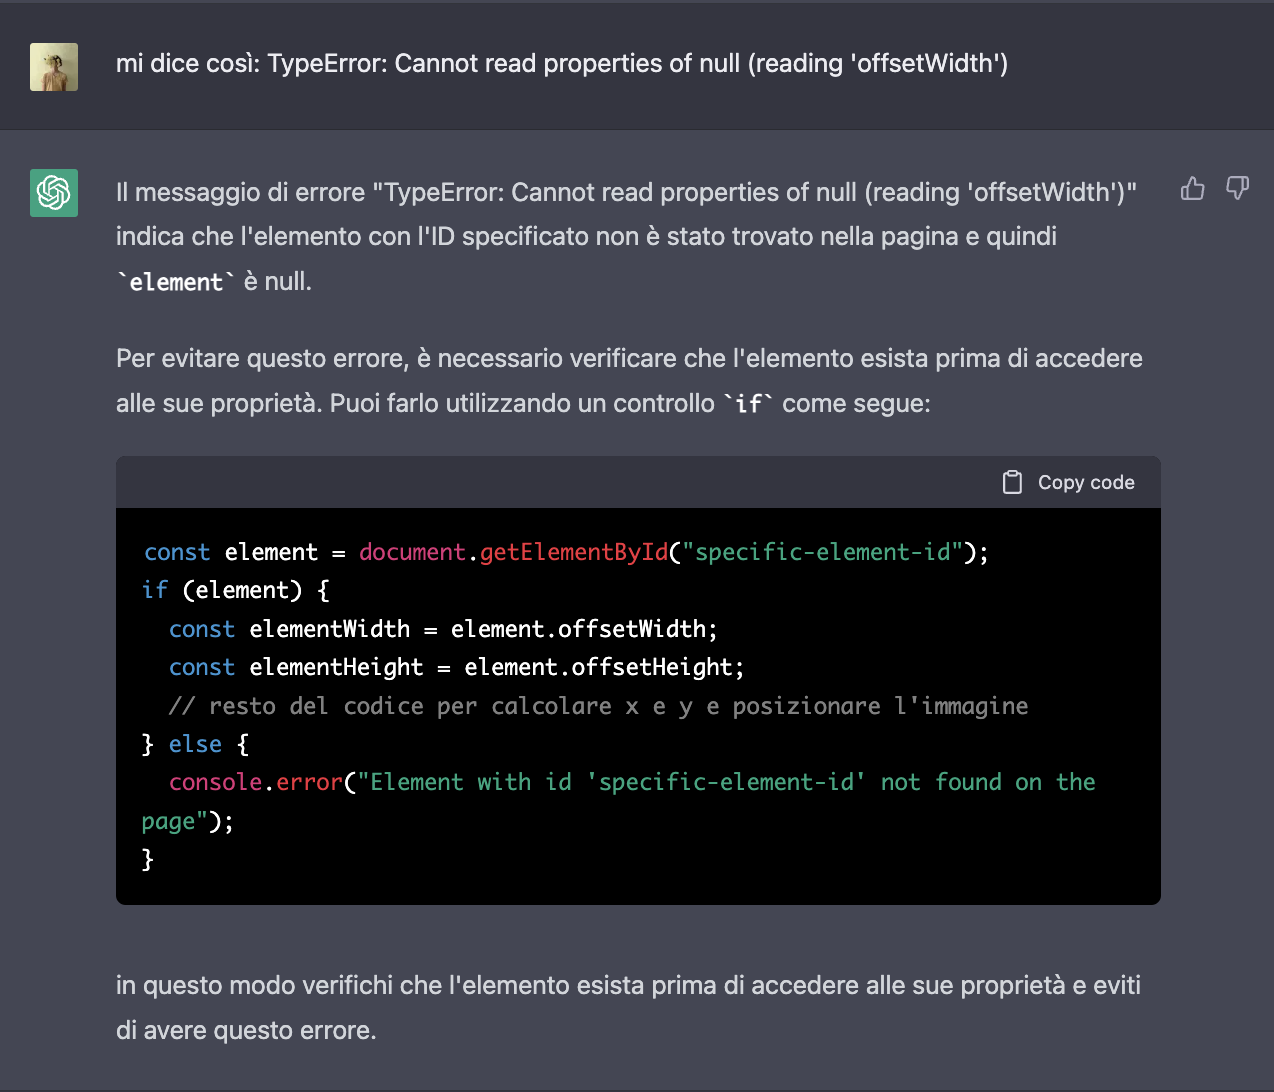 mi dice così: TypeError: Cannot read properties of null (reading 'offsetWidth')
Il messaggio di errore "TypeError: Cannot read properties of null (reading 'offsetWidth')"
indica che l'elemento con l'ID specificato non è stato trovato nella pagina e quindi
`element` è null.
Per evitare questo errore, è necessario verificare che l'elemento esista prima di accedere
alle sue proprietà. Puoi farlo utilizzando un controllo `if` come segue:
Copy code
const element = document.getElementById("specific-element-id");
if (element) {
  const elementWidth = element.offsetWidth;
  const elementHeight = element.offsetHeight;
  // resto del codice per calcolare x e y e posizionare l'immagine
} else {
  console.error("Element with id 'specific-element-id' not found on the
page");
}
in questo modo verifichi che l'elemento esista prima di accedere alle sue proprietà e eviti
di avere questo errore.